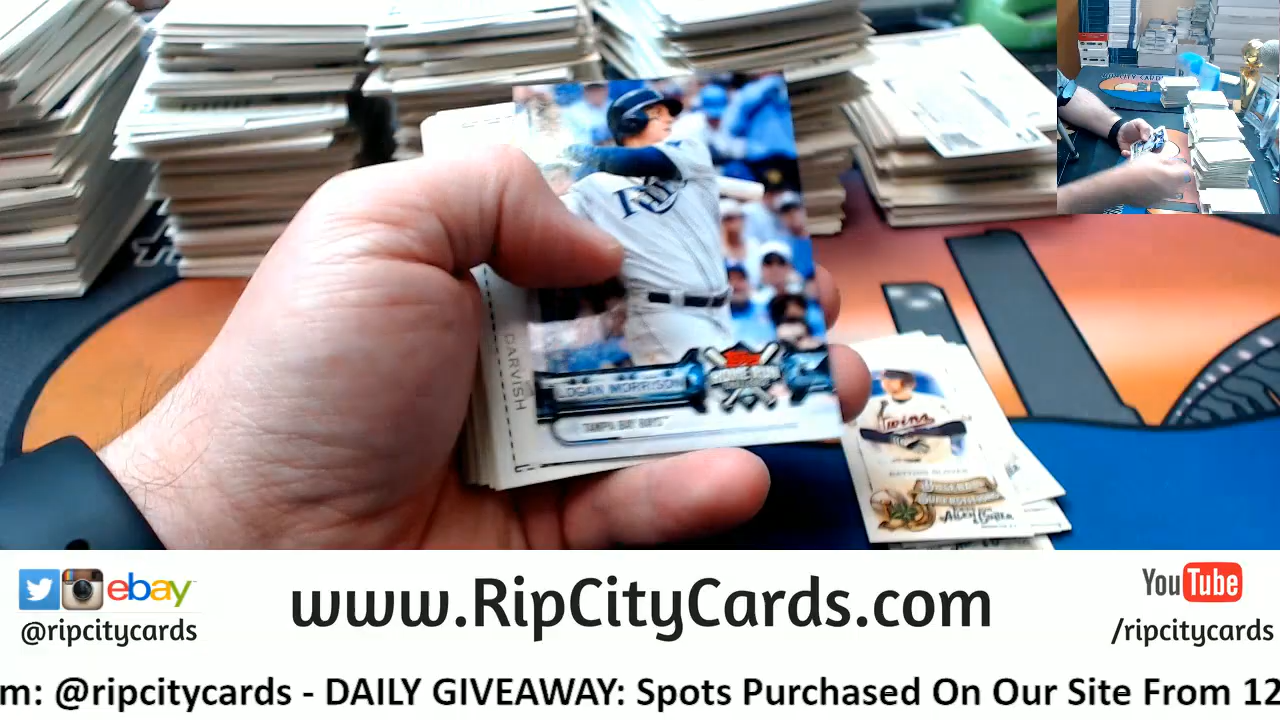 RAYS
LOGAN MORRISON
TAMPA BAY RAYS
DARVISH
Twins
ebay
@ripcitycards
www.RipCityCards.com
YouTube
/ripcitycards
m: @ripcitycards - DAILY GIVEAWAY: Spots Purchased On Our Site From 12